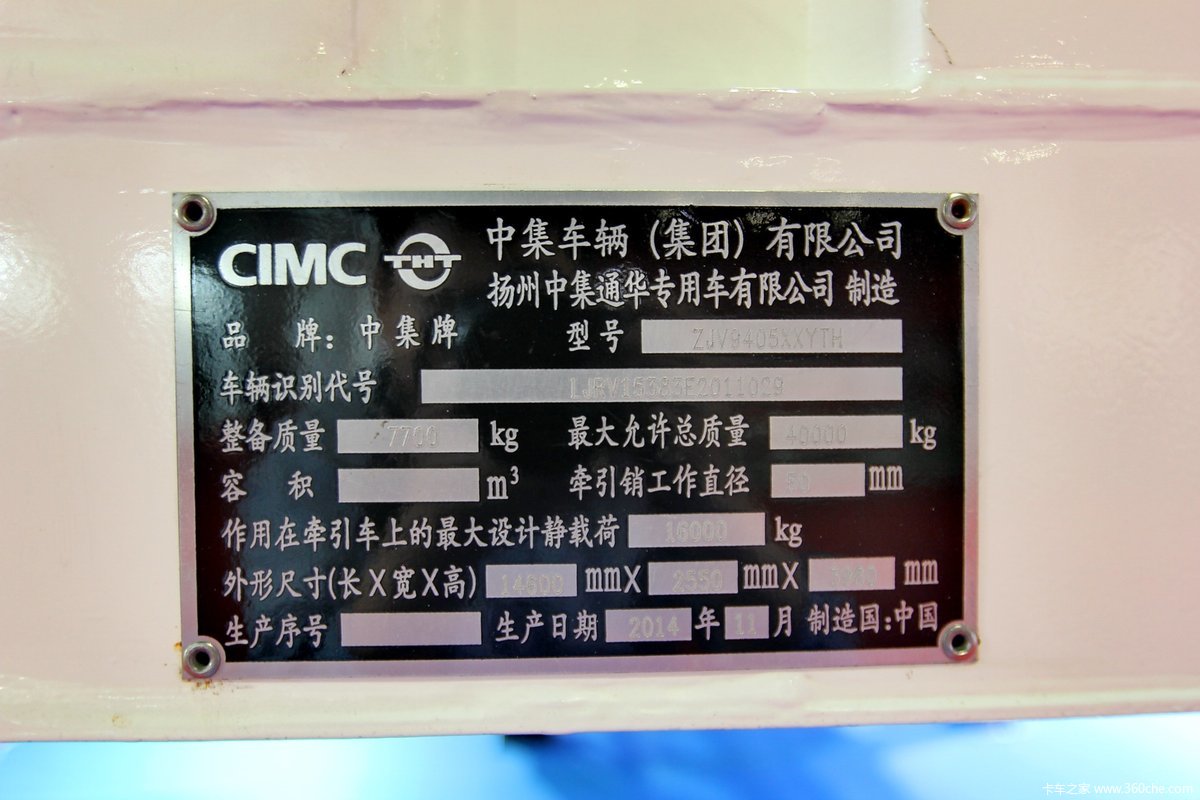 CIMC THT 中集车辆(集团)有限公司
扬州中集通华专用车有限公司 制造
品 牌:中集牌 型号 ZJV9405XXYTH
车辆识别代号 LJRV15383E2011029
整备质量 7700 kg 最大允许总质量 40000 kg
容 积 m³ 牵引销工作直径 50 mm
作用在牵引车上的最大设计静载荷 16000 kg
外形尺寸(长X宽X高) 14600 mmX 2550 mmX mm
生产序号 生产日期 2014 年 11 月 制造国:中国
卡车之家 www.360che.com